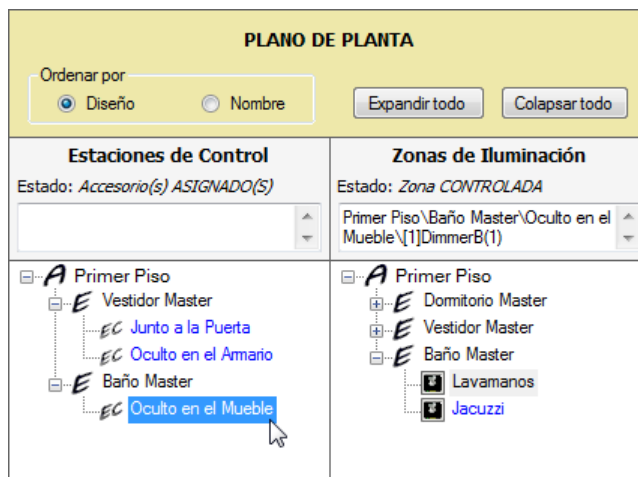 PLANO DE PLANTA
Ordenar por
Diseño
Nombre
Expandir todo
Colapsar todo
Estaciones de Control
Estado: Accesorio(s) ASIGNADO(S)
Zonas de Iluminación
Estado: Zona CONTROLADA
Primer Piso\Baño Master\Oculto en el
Mueble\[1]DimmerB(1)
A Primer Piso
E Vestidor Master
EC Junto a la Puerta
EC Oculto en el Armario
E Baño Master
EC Oculto en el Mueble
A Primer Piso
E Dormitorio Master
E Vestidor Master
E Baño Master
Lavamanos
Jacuzzi